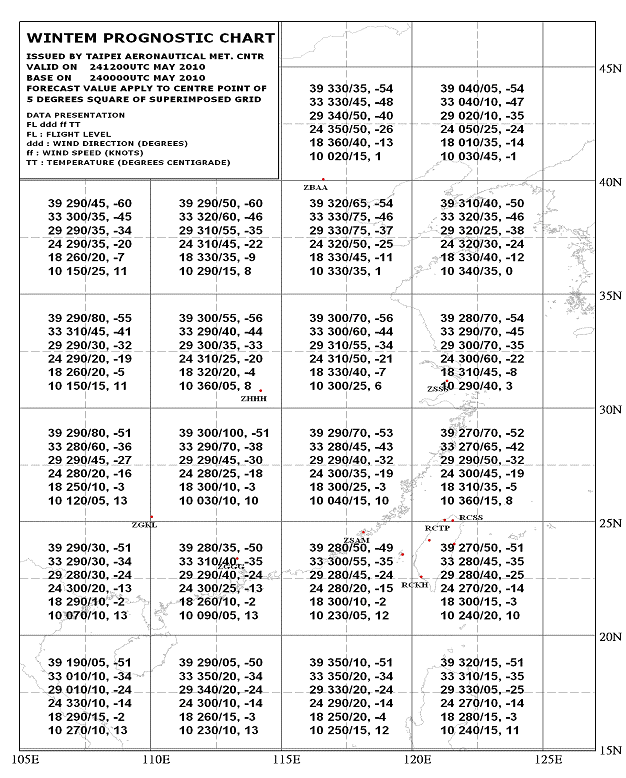 WINTEM PROGNOSTIC CHART
ISSUED BY TAIPEI AERONAUTICAL MET. CNTR
VALID ON 241200UTC MAY 2010
BASE ON 240000UTC MAY 2010
FORECAST VALUE APPLY TO CENTRE POINT OF
5 DEGREES SQUARE OF SUPERIMPOSED GRID
DATA PRESENTATION
FL ddd ff TT
FL : FLIGHT LEVEL
ddd : WIND DIRECTION (DEGREES)
ff : WIND SPEED (KNOTS)
TT : TEMPERATURE (DEGREES CENTIGRADE)
45N
39 330/35, -54 39 040/05, -54
33 330/45, -48 33 040/10, -47
29 340/50, -40 29 020/10, -35
24 350/50, -26 24 050/25, -24
18 360/40, -13 18 010/35, -14
10 020/15, 1 10 030/45, -1
40N
ZBAA
39 290/45, -60 39 290/50, -60 39 320/65, -54 39 310/40, -50
33 300/45, -45 33 320/60, -46 33 330/75, -46 33 320/35, -46
29 290/35, -34 29 310/55, -35 29 330/75, -37 29 320/25, -38
24 290/35, -20 24 310/45, -22 24 320/50, -25 24 320/30, -24
18 260/20, -7 18 330/35, -9 18 330/45, -11 18 330/40, -12
10 150/25, 11 10 290/15, 8 10 330/35, 1 10 340/35, 0
35N
39 290/80, -55 39 300/55, -56 39 300/70, -56 39 280/70, -54
33 310/45, -41 33 290/40, -44 33 300/60, -44 33 290/70, -45
29 290/30, -32 29 300/35, -33 29 310/55, -34 29 300/70, -35
24 290/20, -19 24 310/25, -20 24 310/50, -21 24 300/60, -22
18 260/20, -5 18 320/20, -4 18 330/40, -7 18 310/45, -8
10 150/15, 11 10 360/05, 8 10 300/25, 6 10 290/40, 3
ZHHH
30N
39 290/80, -51 39 300/100, -51 39 290/70, -53 39 270/70, -52
33 280/60, -36 33 290/70, -38 33 280/45, -43 33 270/65, -42
29 290/45, -27 29 290/45, -30 29 290/40, -32 29 290/50, -32
24 280/20, -16 24 280/25, -18 24 300/35, -19 24 300/45, -19
18 250/10, -3 18 300/10, -3 18 300/25, -3 18 310/35, -5
10 120/05, 13 10 030/10, 10 10 040/15, 10 10 360/15, 8
RCSS
25N
ZGKL
RCTP
ZSAM
39 290/30, -51 39 280/35, -50 39 280/50, -49 39 270/50, -51
33 290/30, -34 33 310/40, -35 33 300/55, -35 33 280/45, -35
ZGGG
29 280/30, -24 29 290/40, -24 29 280/45, -24 29 280/40, -25
RCKH
24 300/20, -13 24 300/25, -13 24 280/20, -15 24 270/20, -14
18 290/10, -2 18 260/10, -2 18 300/10, -2 18 300/15, -3
10 070/10, 13 10 090/05, 13 10 230/05, 12 10 240/20, 10
20N
39 190/05, -51 39 290/05, -50 39 350/10, -51 39 320/15, -51
33 010/10, -34 33 350/20, -34 33 350/20, -34 33 310/15, -35
29 010/10, -24 29 340/20, -24 29 330/20, -24 29 330/05, -25
24 330/10, -14 24 300/10, -14 24 290/20, -14 24 270/10, -14
18 290/15, -2 18 260/15, -3 18 250/20, -4 18 280/15, -3
10 270/10, 13 10 230/10, 13 10 250/15, 12 10 240/15, 11
15N
105E 110E 115E 120E 125E